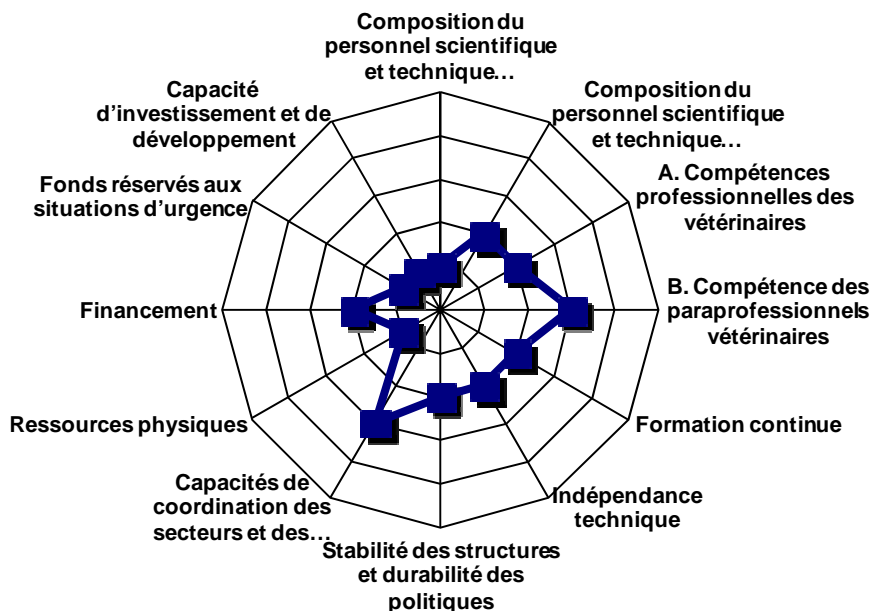 Composition du
personnel scientifique
et technique…
Composition du
personnel scientifique
et technique…
A. Compétences
professionnelles des
vétérinaires
B. Compétence des
paraprofessionnels
vétérinaires
Formation continue
Indépendance
technique
Stabilité des structures
et durabilité des
politiques
Capacités de
coordination des
secteurs et des…
Ressources physiques
Financement
Fonds réservés aux
situations d’urgence
Capacité
d’investissement et de
développement